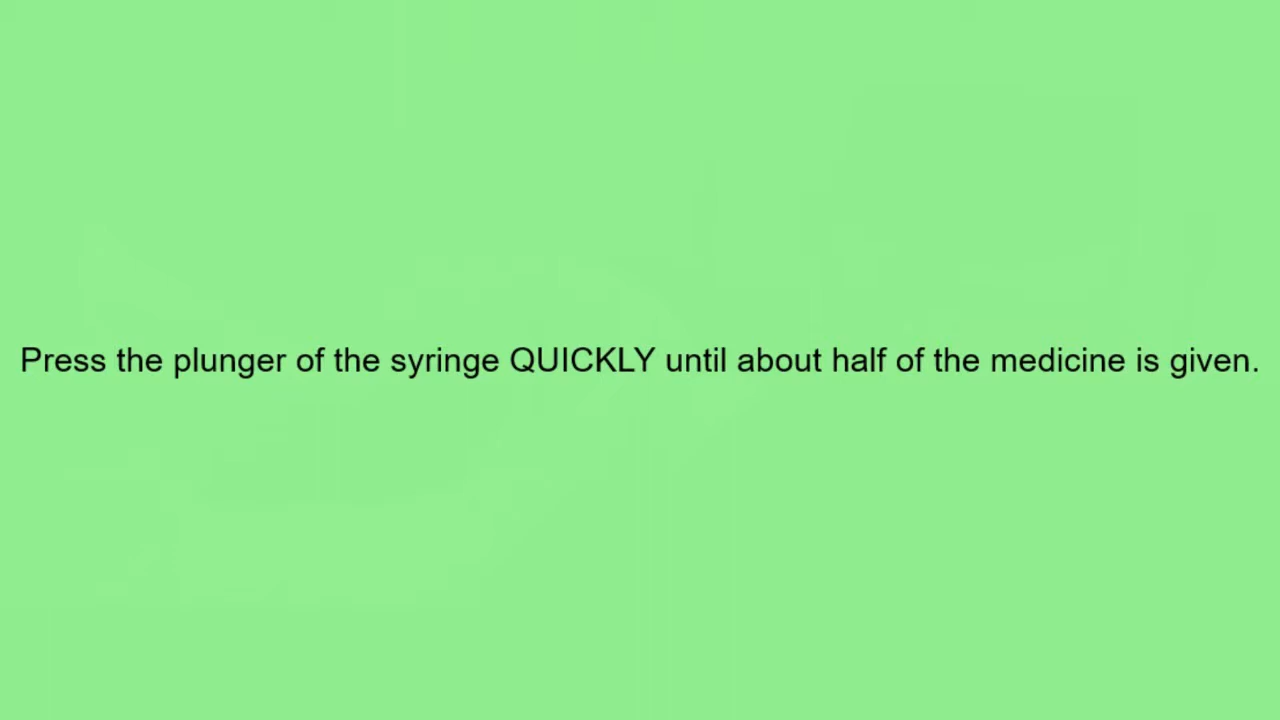 Press the plunger of the syringe QUICKLY until about half of the medicine is given.